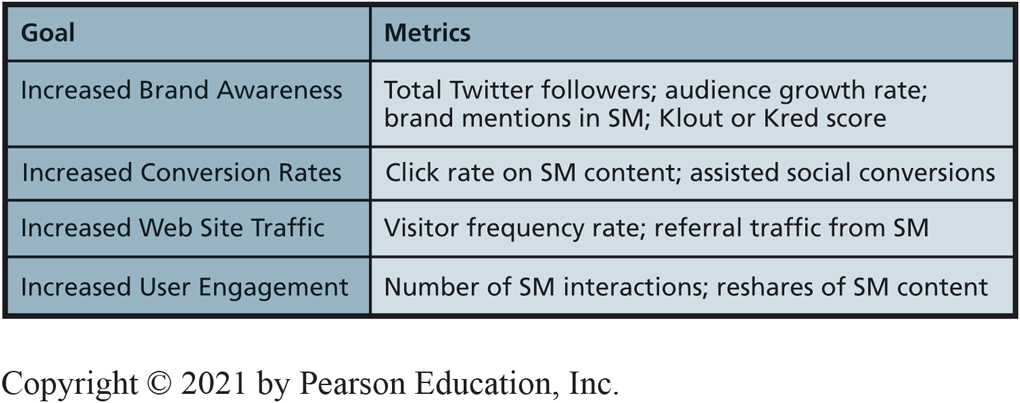 Goal
Metrics
Increased Brand Awareness
Total Twitter followers; audience growth rate;
brand mentions in SM; Klout or Kred score
Increased Conversion Rates
Click rate on SM content; assisted social conversions
Increased Web Site Traffic
Visitor frequency rate; referral traffic from SM
Increased User Engagement
Number of SM interactions; reshares of SM content
Copyright © 2021 by Pearson Education, Inc.